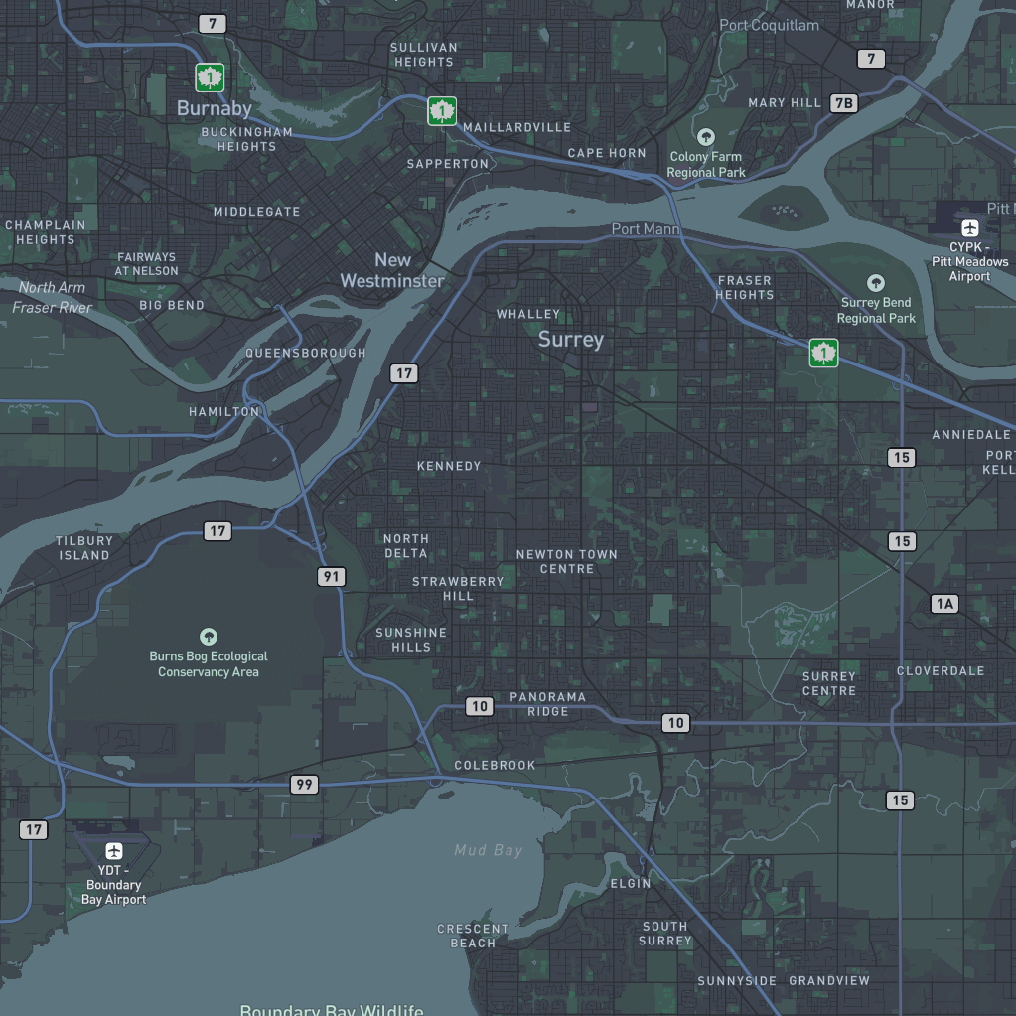 MANOR
7
Port Coquitlam
SULLIVAN
HEIGHTS
7
1
Burnaby
1
MARY HILL
7B
BUCKINGHAM
HEIGHTS
MAILLARDVILLE
CAPE HORN
SAPPERTON
Colony Farm
Regional Park
MIDDLEGATE
CHAMPLAIN
HEIGHTS
Port Mann
Pitt M
CYPK -
Pitt Meadows
Airport
FAIRWAYS
AT NELSON
New
Westminster
North Arm
Fraser River
BIG BEND
FRASER
HEIGHTS
Surrey Bend
Regional Park
WHALLEY
Surrey
QUEENSBOROUGH
1
17
HAMILTON
ANNIEDALE
15
PORT
KELL
KENNEDY
17
TILBURY
ISLAND
NORTH
DELTA
NEWTON TOWN
CENTRE
15
91
STRAWBERRY
HILL
1A
Burns Bog Ecological
Conservancy Area
SUNSHINE
HILLS
SURREY
CENTRE
CLOVERDALE
10
PANORAMA
RIDGE
10
COLEBROOK
99
15
17
Mud Bay
YDT -
Boundary
Bay Airport
ELGIN
CRESCENT
BEACH
SOUTH
SURREY
SUNNYSIDE
GRANDVIEW
Boundary Bay Wildlife